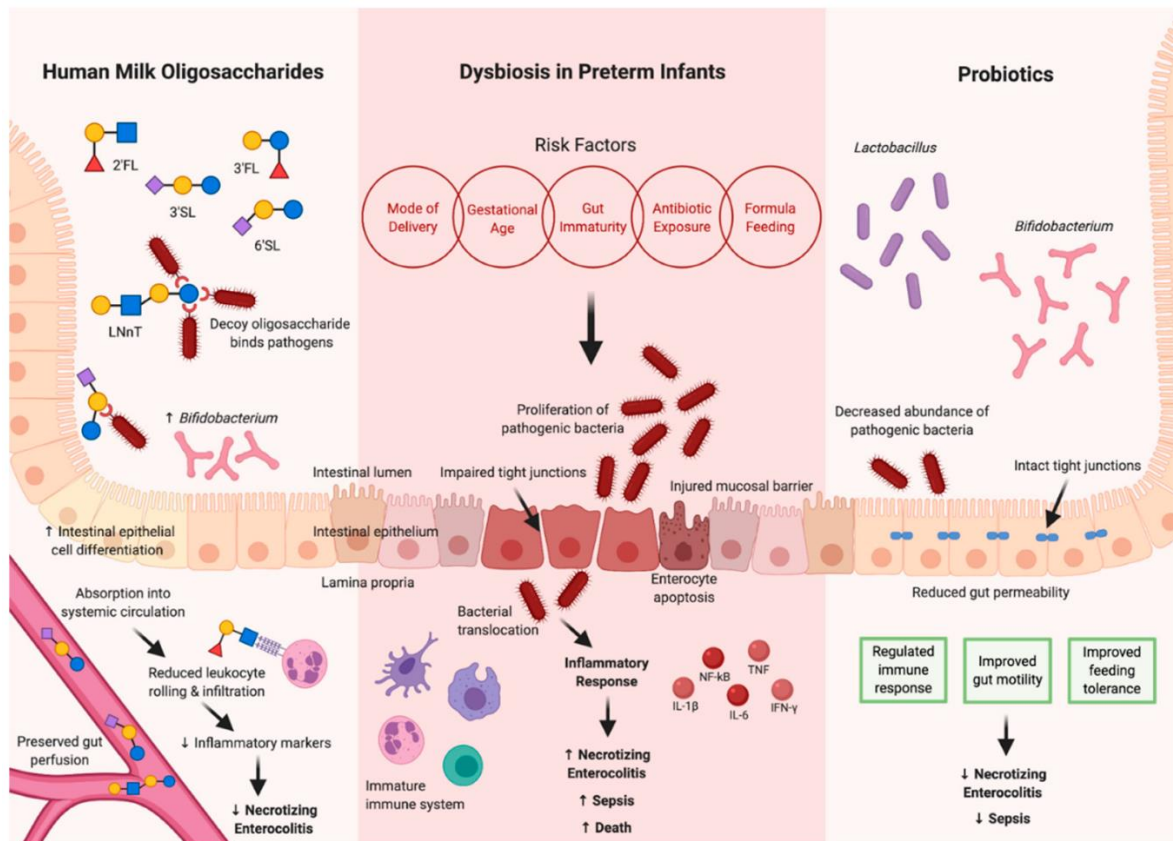 Human Milk Oligosaccharides
2'FL
3'FL
3'SL
6'SL
LNnT
Decoy oligosaccharide
binds pathogens
↑ Bifidobacterium
↑ Intestinal epithelial
cell differentiation
Absorption into
systemic circulation
Reduced leukocyte
rolling & infiltration
Preserved gut
perfusion
↓ Inflammatory markers
↓ Necrotizing
Enterocolitis
Dysbiosis in Preterm Infants
Risk Factors
Mode of
Delivery
Gestational
Age
Gut
Immaturity
Antibiotic
Exposure
Formula
Feeding
Proliferation of
pathogenic bacteria
Intestinal lumen
Impaired tight junctions
Injured mucosal barrier
Intestinal epithelium
Lamina propria
Enterocyte
apoptosis
Bacterial
translocation
Inflammatory
Response
NF-kB
TNF
IL-1β
IL-6
IFN-γ
Immature
immune system
↑ Necrotizing
Enterocolitis
↑ Sepsis
↑ Death
Probiotics
Lactobacillus
Bifidobacterium
Decreased abundance of
pathogenic bacteria
Intact tight junctions
Reduced gut permeability
Regulated
immune
response
Improved
gut motility
Improved
feeding
tolerance
↓ Necrotizing
Enterocolitis
↓ Sepsis